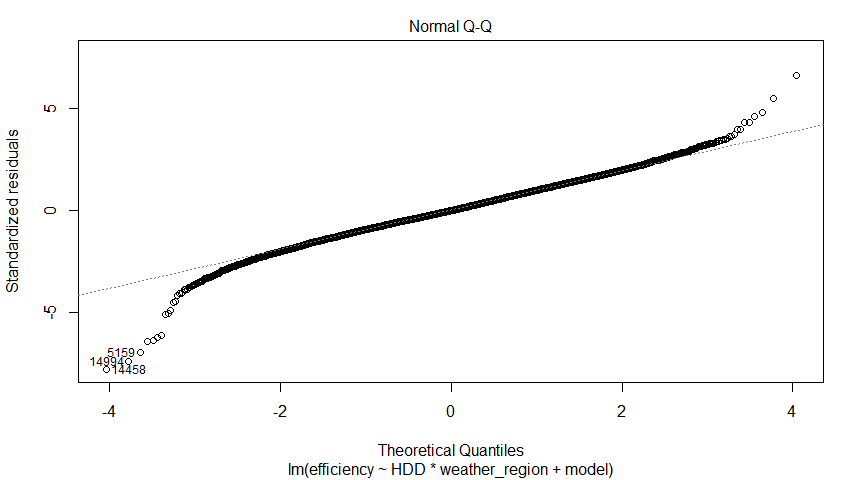 Normal Q-Q
Standardized residuals
5
0
-5
5159
14994
14458
-4
-2
0
2
4
Theoretical Quantiles
lm(efficiency ~ HDD * weather_region + model)